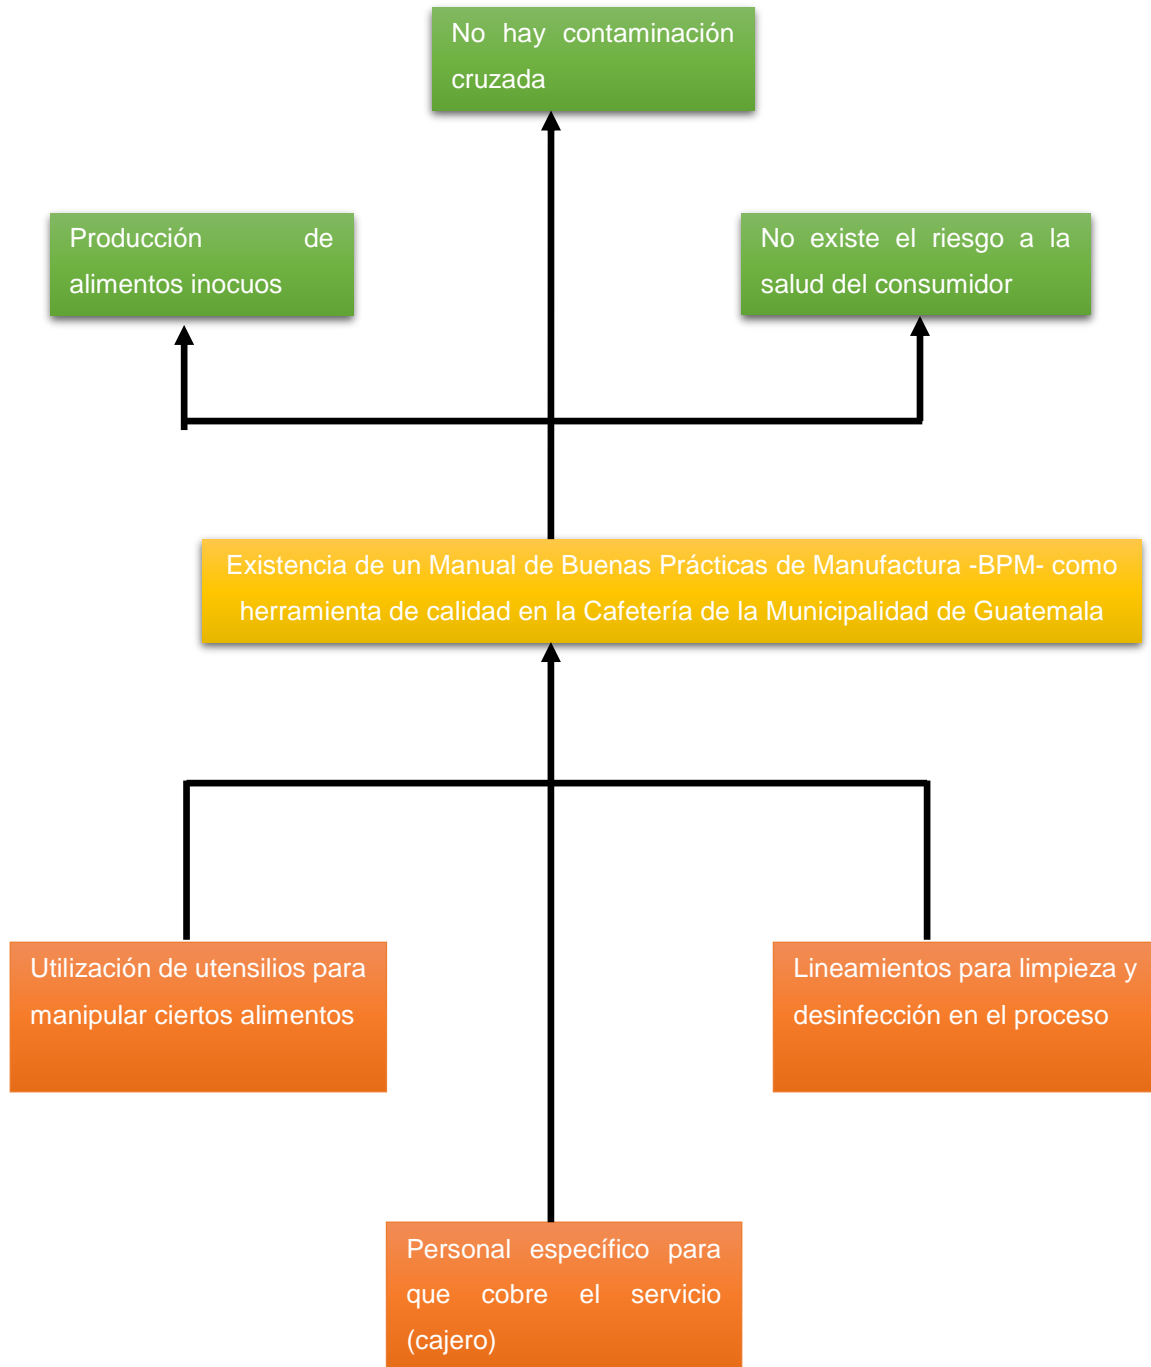 No hay contaminación
cruzada
Producción de
alimentos inocuos
No existe el riesgo a la
salud del consumidor
Existencia de un Manual de Buenas Prácticas de Manufactura -BPM- como
herramienta de calidad en la Cafetería de la Municipalidad de Guatemala
Utilización de utensilios para
manipular ciertos alimentos
Lineamientos para limpieza y
desinfección en el proceso
Personal específico para
que cobre el servicio
(cajero)